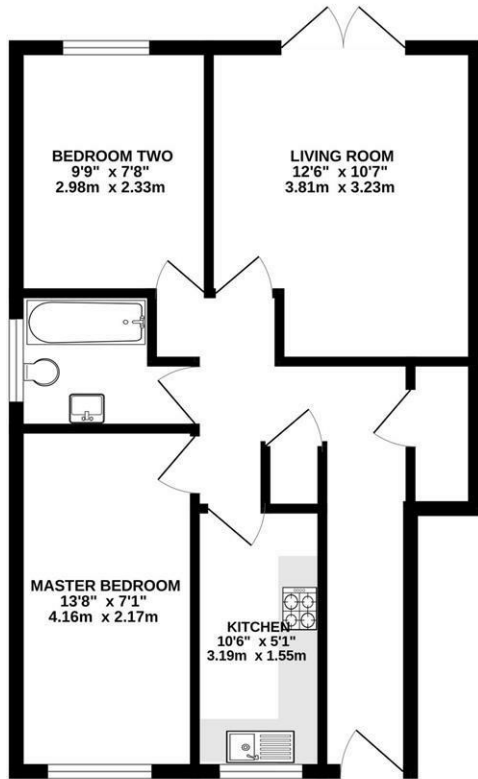 BEDROOM TWO
9'9" x 7'8"
2.98m x 2.33m
LIVING ROOM
12'6" x 10'7"
3.81m x 3.23m
MASTER BEDROOM
13'8" x 7'1"
4.16m x 2.17m
KITCHEN
10'6" x 5'1"
3.19m x 1.55m